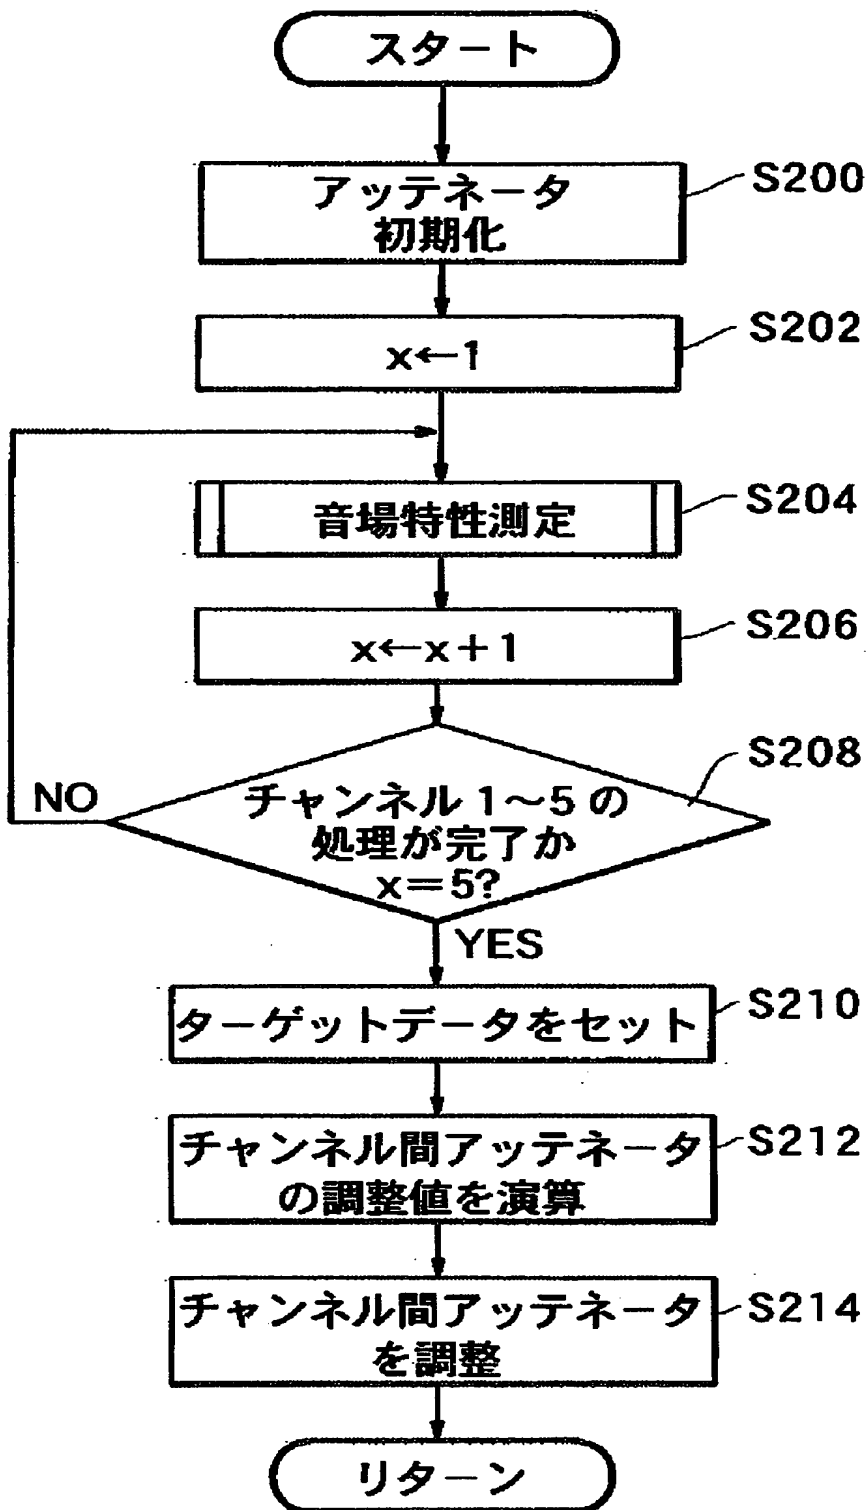 スタート
アッテネータ
初期化
S200
x←1
S202
音場特性測定
S204
x←x+1
S206
チャンネル1～5の
処理が完了か
x=5?
S208
NO
YES
ターゲットデータをセット
S210
チャンネル間アッテネータ
の調整値を演算
S212
チャンネル間アッテネータ
を調整
S214
リターン